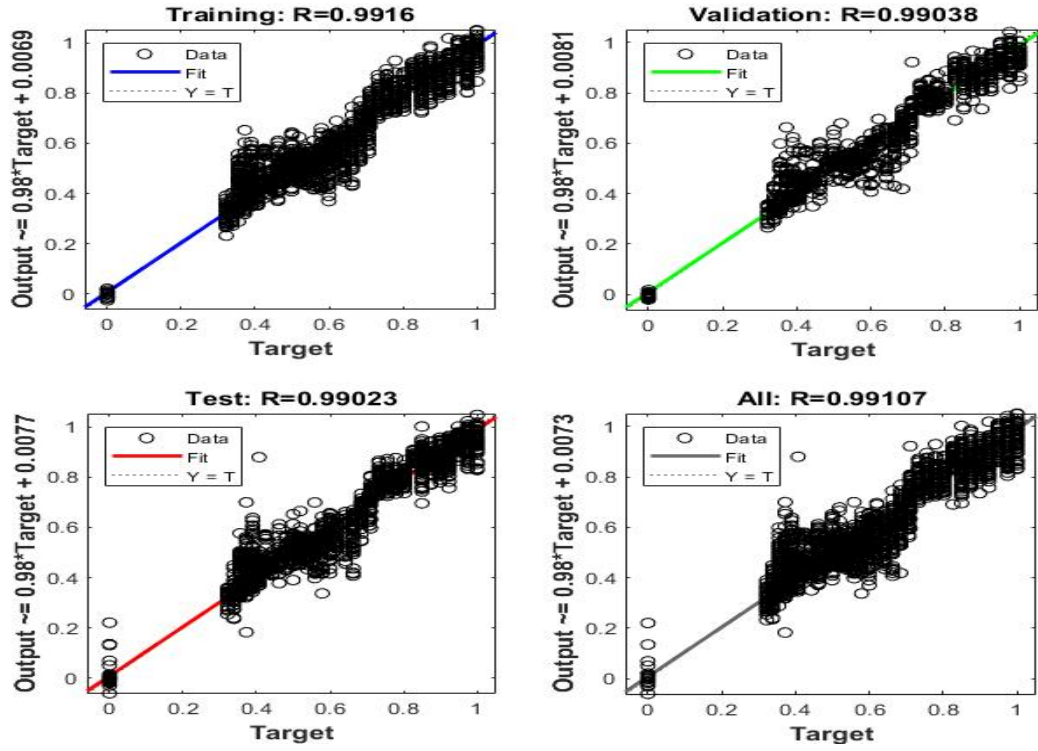 Training: R=0.9916
Output ~= 0.98*Target + 0.0069
1
0.8
0.6
0.4
0.2
0
Data
Fit
Y = T
0 0.2 0.4 0.6 0.8 1
Target
Validation: R=0.99038
Output ~= 0.98*Target + 0.0081
1
0.8
0.6
0.4
0.2
0
Data
Fit
Y = T
0 0.2 0.4 0.6 0.8 1
Target
Test: R=0.99023
Output ~= 0.98*Target + 0.0077
1
0.8
0.6
0.4
0.2
0
Data
Fit
Y = T
0 0.2 0.4 0.6 0.8 1
Target
All: R=0.99107
Output ~= 0.98*Target + 0.0073
1
0.8
0.6
0.4
0.2
0
Data
Fit
Y = T
0 0.2 0.4 0.6 0.8 1
Target